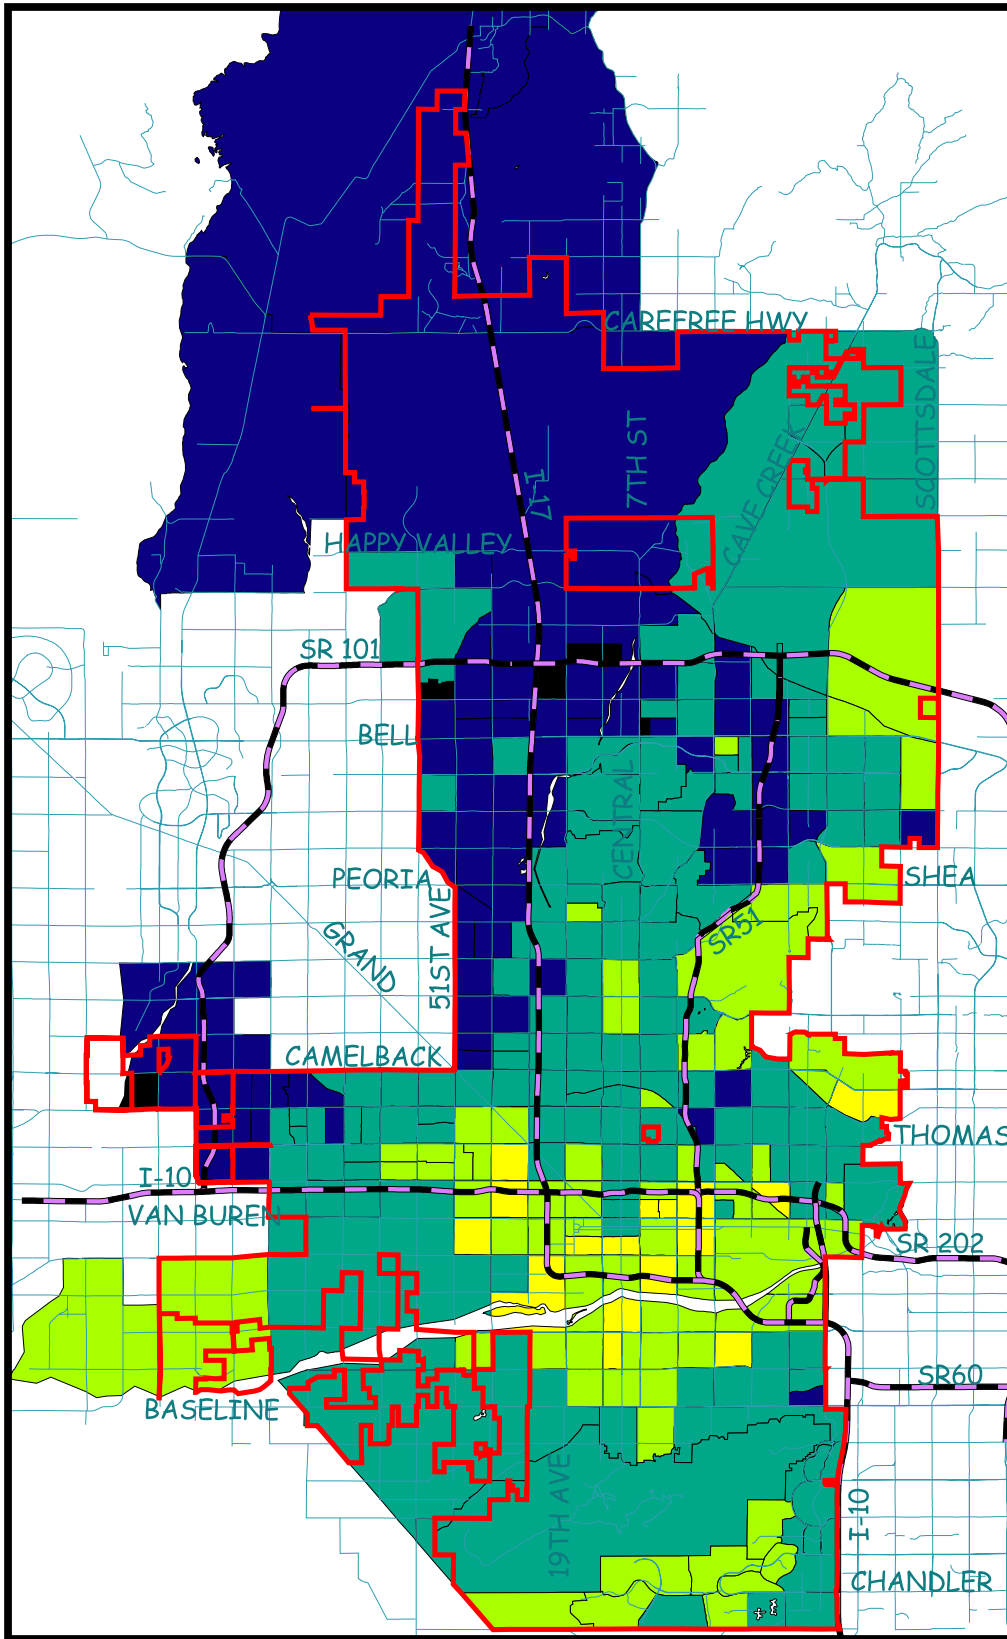 CAREFREE HWY
SCOTTSDALE
7TH ST
CAVE CREEK
I-17
HAPPY VALLEY
SR 101
BELL
CENTRAL
PEORIA
SHEA
51ST AVE
GRAND
SR51
CAMELBACK
THOMAS
I-10
VAN BUREN
SR 202
SR60
BASELINE
19TH AVE
I-10
CHANDLER